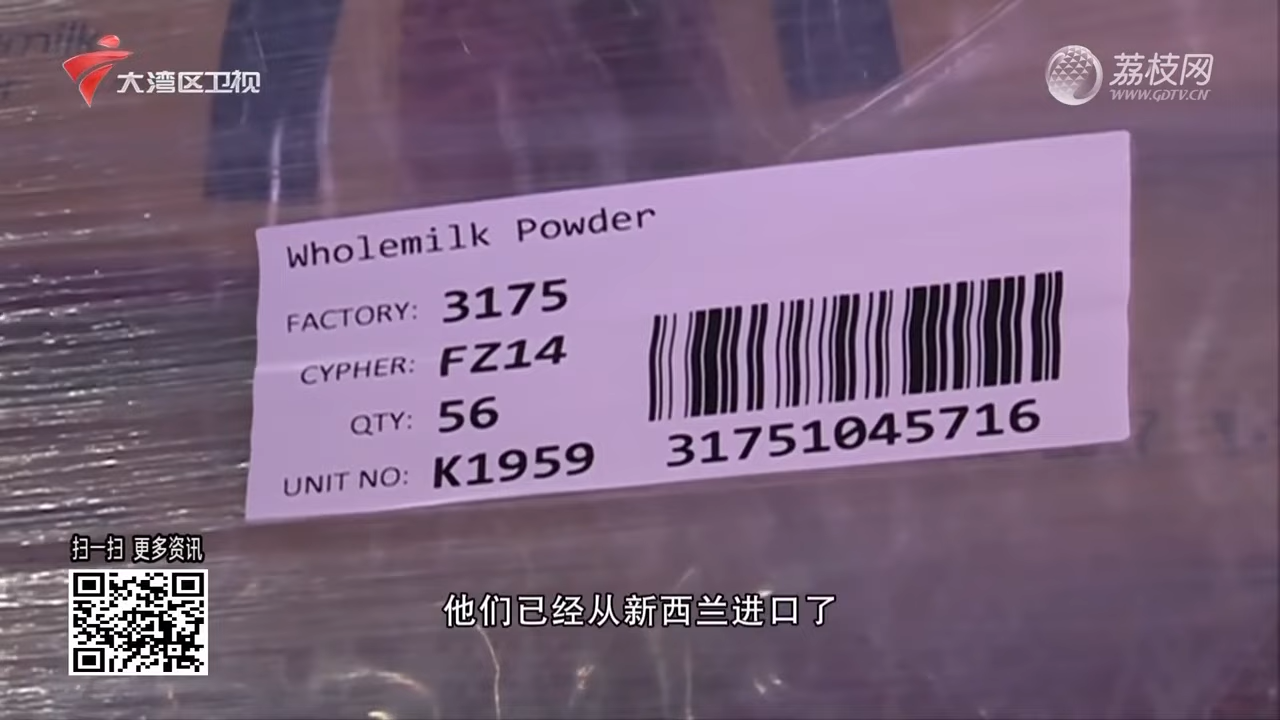 大湾区卫视
荔枝网
WWW.GDTV.CN
Wholemilk Powder
FACTORY: 3175
CYPHER: FZ14
QTY: 56
UNIT NO: K1959
31751045716
扫一扫 更多资讯
他们已经从新西兰进口了